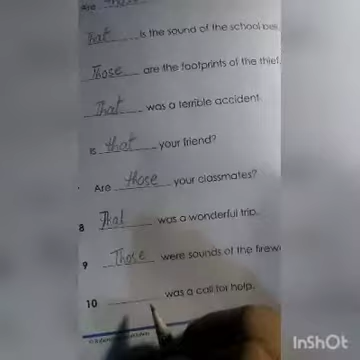 Are those
That is the sound of the school bell.
Those are the footprints of the thief.
That was a terrible accident.
Is that your friend?
Are those your classmates?
8 That was a wonderful trip.
9 Those were sounds of the firew
10 was a call for help.
InShOt